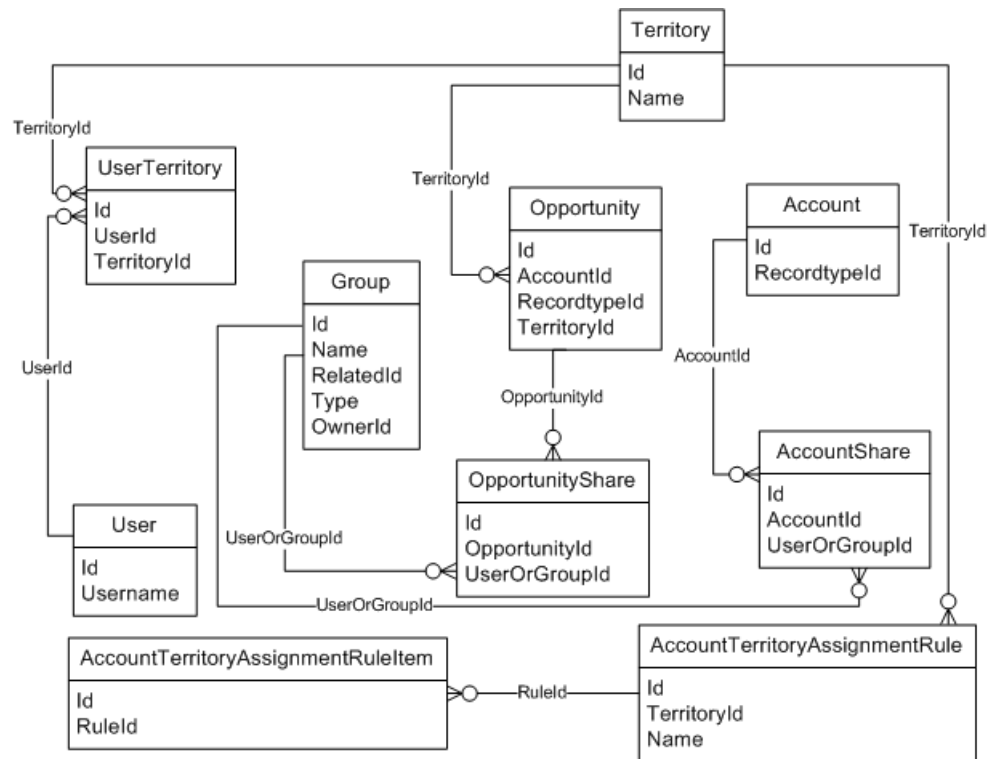 Territory
Id
Name
TerritoryId
UserTerritory
Id
UserId
TerritoryId
TerritoryId
Opportunity
Id
AccountId
RecordtypeId
TerritoryId
Account
Id
RecordtypeId
TerritoryId
Group
Id
Name
RelatedId
Type
OwnerId
UserId
AccountId
OpportunityId
AccountShare
Id
AccountId
UserOrGroupId
OpportunityShare
Id
OpportunityId
UserOrGroupId
User
Id
Username
UserOrGroupId
UserOrGroupId
AccountTerritoryAssignmentRuleItem
Id
RuleId
RuleId
AccountTerritoryAssignmentRule
Id
TerritoryId
Name